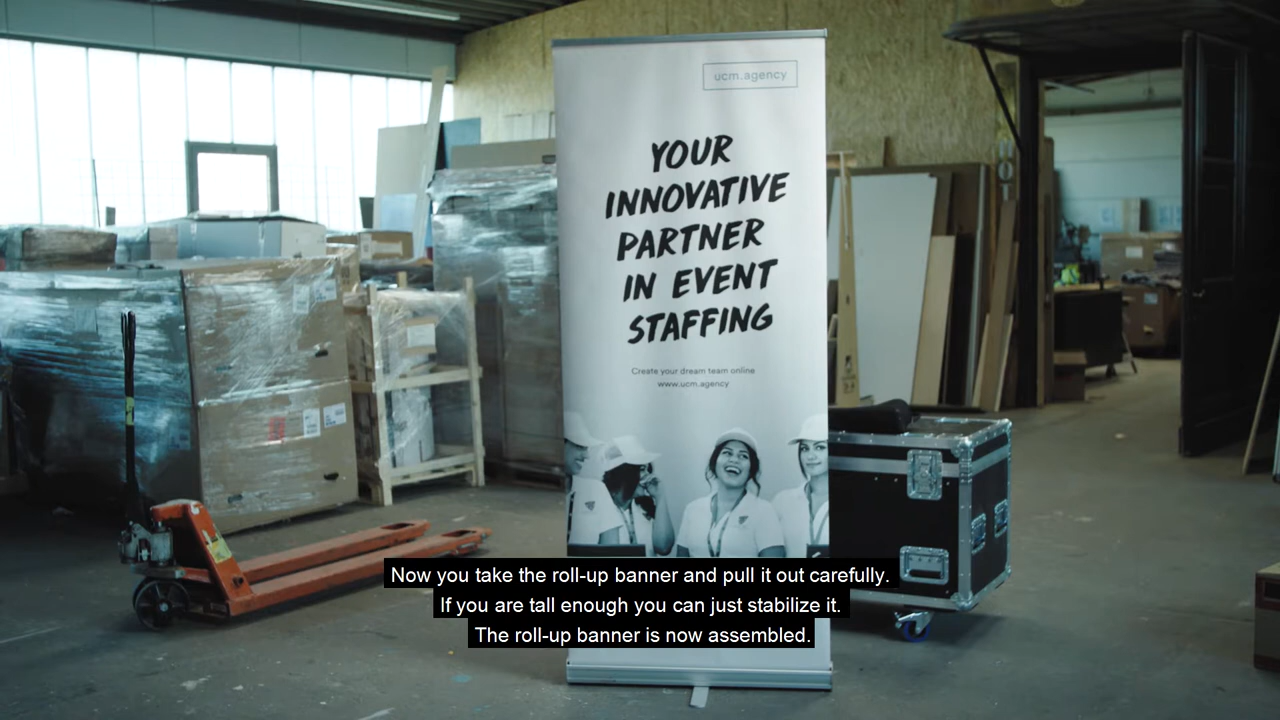 ucm.agency
YOUR
INNOVATIVE
PARTNER
IN EVENT
STAFFING
Create your dream team online
www.ucm.agency
Now you take the roll-up banner and pull it out carefully.
If you are tall enough you can just stabilize it.
The roll-up banner is now assembled.